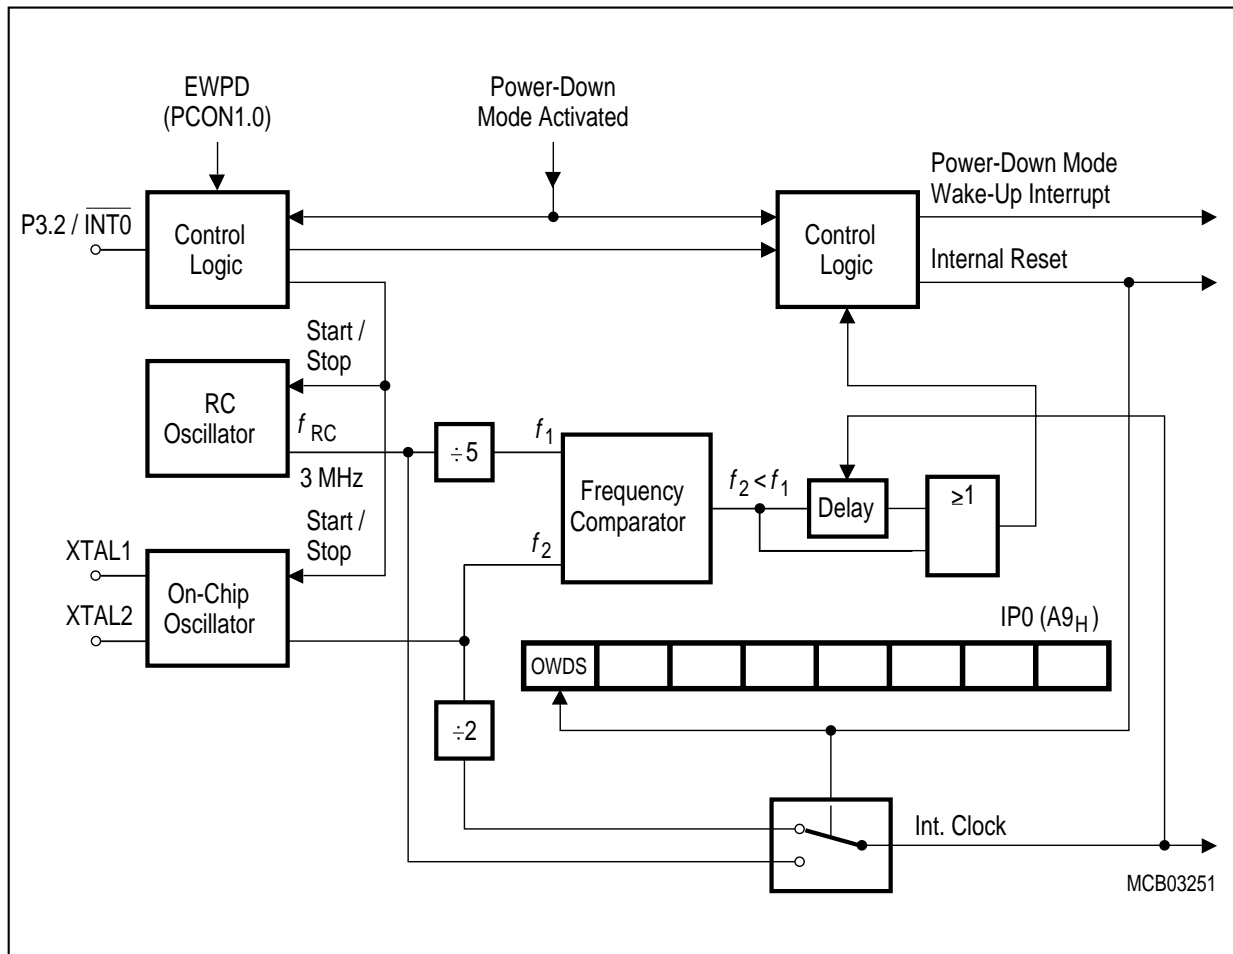 EWPD
(PCON1.0)
Power-Down
Mode Activated
P3.2 / INT0
Control
Logic
Control
Logic
Power-Down Mode
Wake-Up Interrupt
Internal Reset
Start /
Stop
RC
Oscillator
f RC
3 MHz
÷5
f1
Frequency
Comparator
f2 < f1
Delay
≥1
Start /
Stop
f2
XTAL1
XTAL2
On-Chip
Oscillator
IP0 (A9H)
OWDS
÷2
Int. Clock
MCB03251